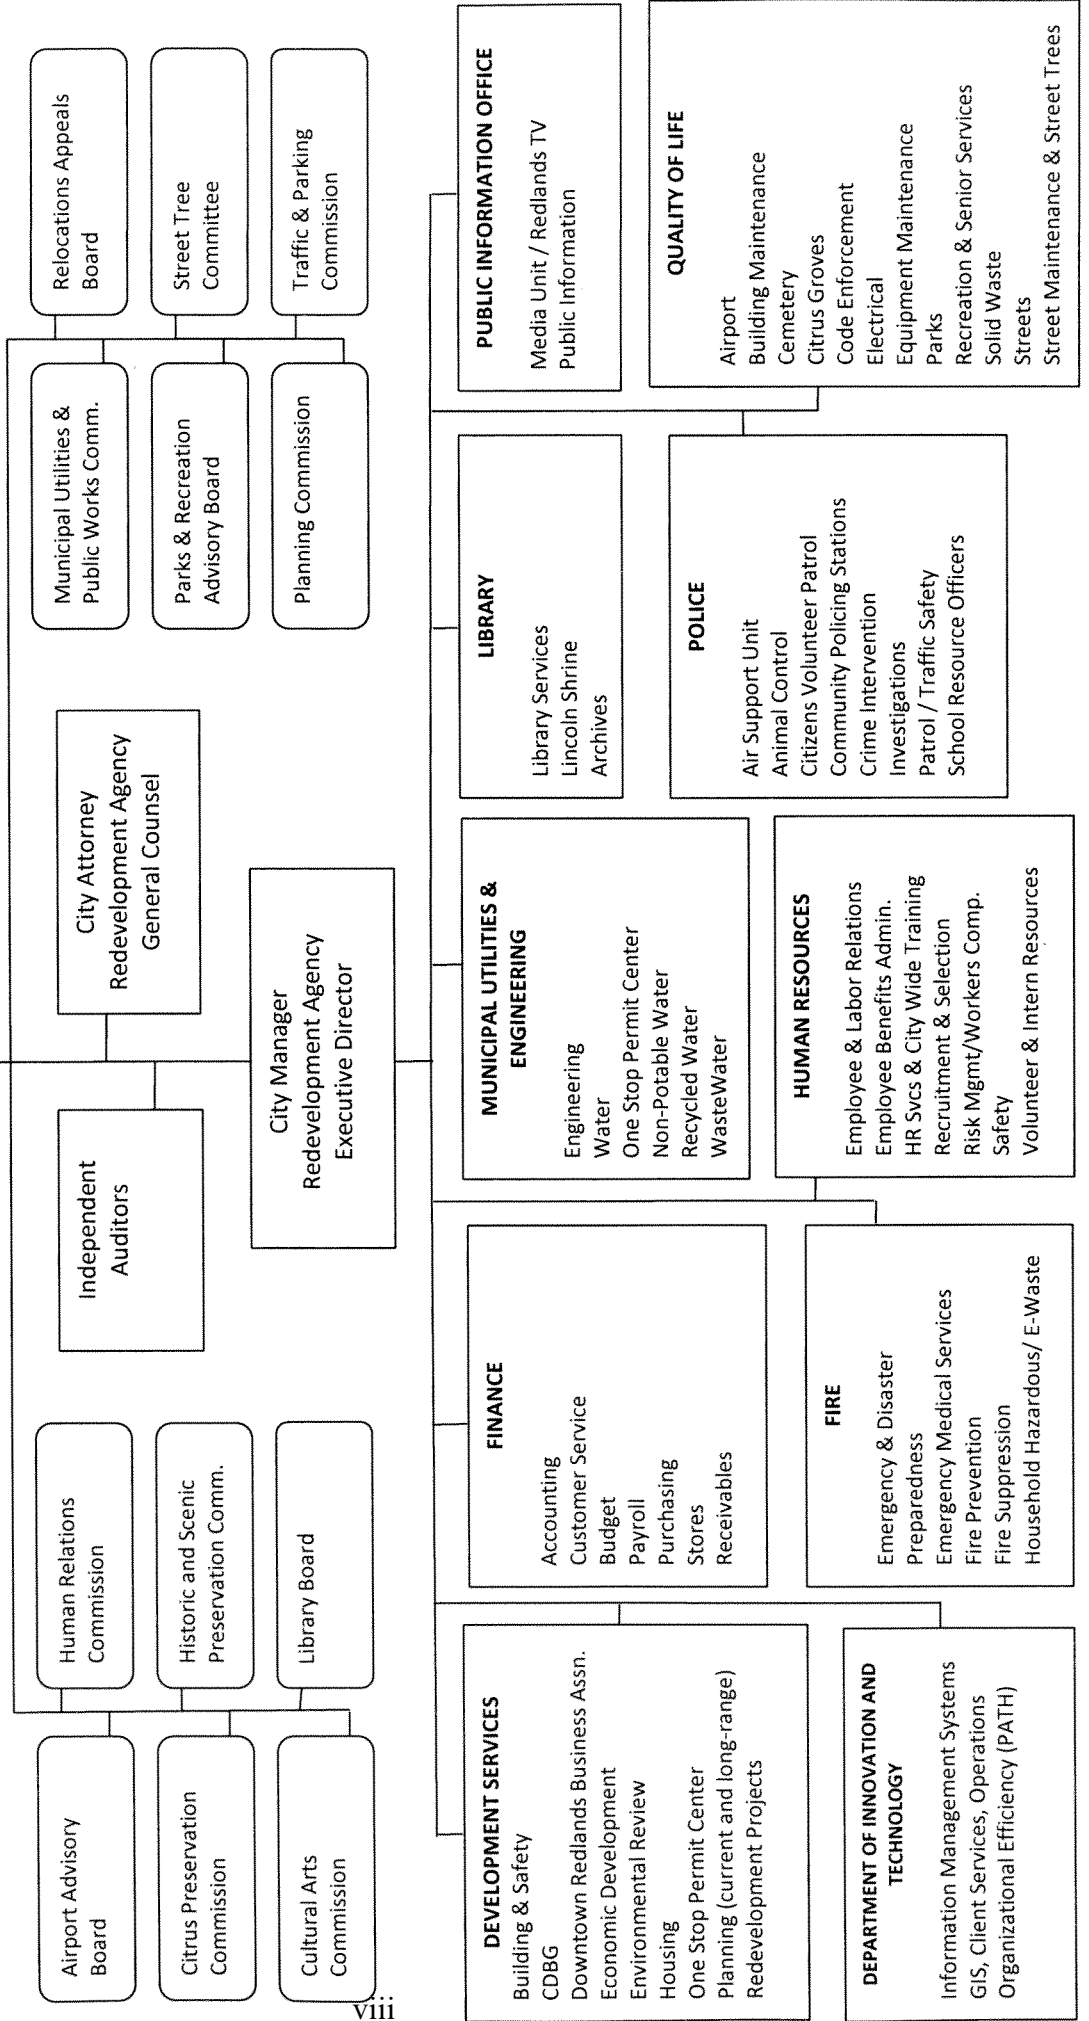 Airport Advisory
Board
Human Relations
Commission
Citrus Preservation
Commission
Historic and Scenic
Preservation Comm.
Cultural Arts
Commission
Library Board
Independent
Auditors
City Attorney
Redevelopment Agency
General Counsel
City Manager
Redevelopment Agency
Executive Director
Municipal Utilities &
Public Works Comm.
Relocations Appeals
Board
Parks & Recreation
Advisory Board
Street Tree
Committee
Planning Commission
Traffic & Parking
Commission
DEVELOPMENT SERVICES
Building & Safety
CDBG
Downtown Redlands Business Assn.
Economic Development
Environmental Review
Housing
One Stop Permit Center
Planning (current and long-range)
Redevelopment Projects
FINANCE
Accounting
Customer Service
Budget
Payroll
Purchasing
Stores
Receivables
MUNICIPAL UTILITIES &
ENGINEERING
Engineering
Water
One Stop Permit Center
Non-Potable Water
Recycled Water
WasteWater
LIBRARY
Library Services
Lincoln Shrine
Archives
PUBLIC INFORMATION OFFICE
Media Unit / Redlands TV
Public Information
DEPARTMENT OF INNOVATION AND
TECHNOLOGY
Information Management Systems
GIS, Client Services, Operations
Organizational Efficiency (PATH)
FIRE
Emergency & Disaster
Preparedness
Emergency Medical Services
Fire Prevention
Fire Suppression
Household Hazardous/ E-Waste
HUMAN RESOURCES
Employee & Labor Relations
Employee Benefits Admin.
HR Svcs & City Wide Training
Recruitment & Selection
Risk Mgmt/Workers Comp.
Safety
Volunteer & Intern Resources
POLICE
Air Support Unit
Animal Control
Citizens Volunteer Patrol
Community Policing Stations
Crime Intervention
Investigations
Patrol / Traffic Safety
School Resource Officers
QUALITY OF LIFE
Airport
Building Maintenance
Cemetery
Citrus Groves
Code Enforcement
Electrical
Equipment Maintenance
Parks
Recreation & Senior Services
Solid Waste
Streets
Street Maintenance & Street Trees
viii